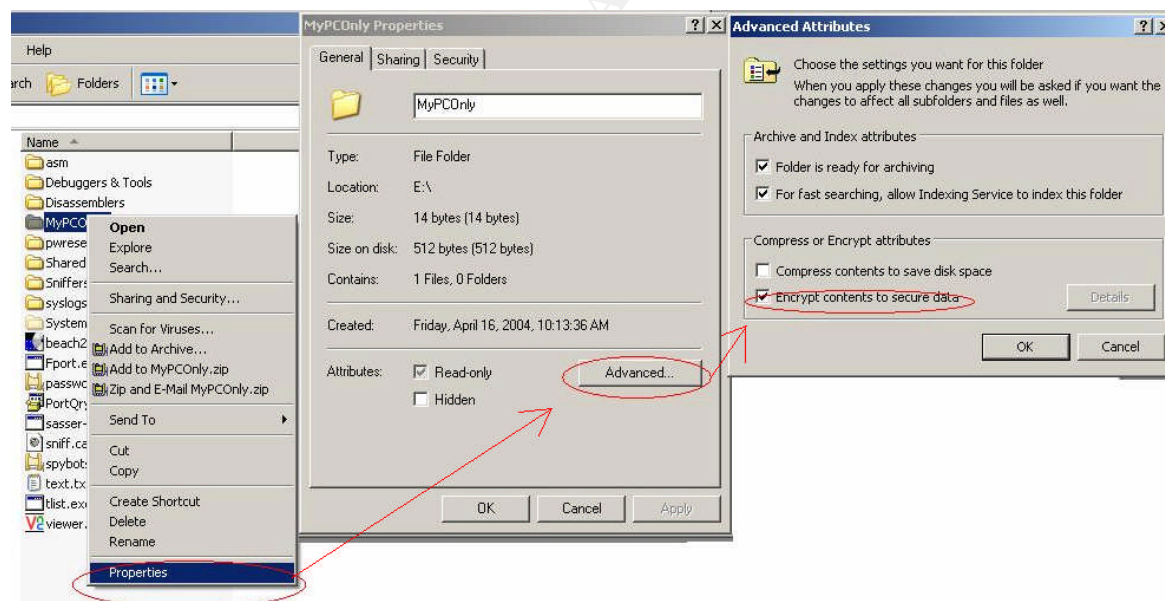 Help
Folders
Name
asm
Debuggers & Tools
Disassemblers
Shared
System
text.txt
Open
Explore
Search...
Sharing and Security...
Scan for Viruses...
Add to Archive...
Add to MyPCOnly.zip
Zip and E-Mail MyPCOnly.zip
Send To
Cut
Copy
Create Shortcut
Delete
Rename
Properties
MyPCOnly Properties
General
Sharing
Security
MyPCOnly
Type: File Folder
Location: E:\
Size: 14 bytes (14 bytes)
Size on disk: 512 bytes (512 bytes)
Contains: 1 Files, 0 Folders
Created: Friday, April 16, 2004, 10:13:36 AM
Attributes: Read-only
Advanced...
Hidden
OK
Cancel
Apply
Advanced Attributes
Choose the settings you want for this folder
When you apply these changes you will be asked if you want the
changes to affect all subfolders and files as well.
Archive and Index attributes
Folder is ready for archiving
For fast searching, allow Indexing Service to index this folder
Compress or Encrypt attributes
Compress contents to save disk space
Encrypt contents to secure data
Details
OK
Cancel